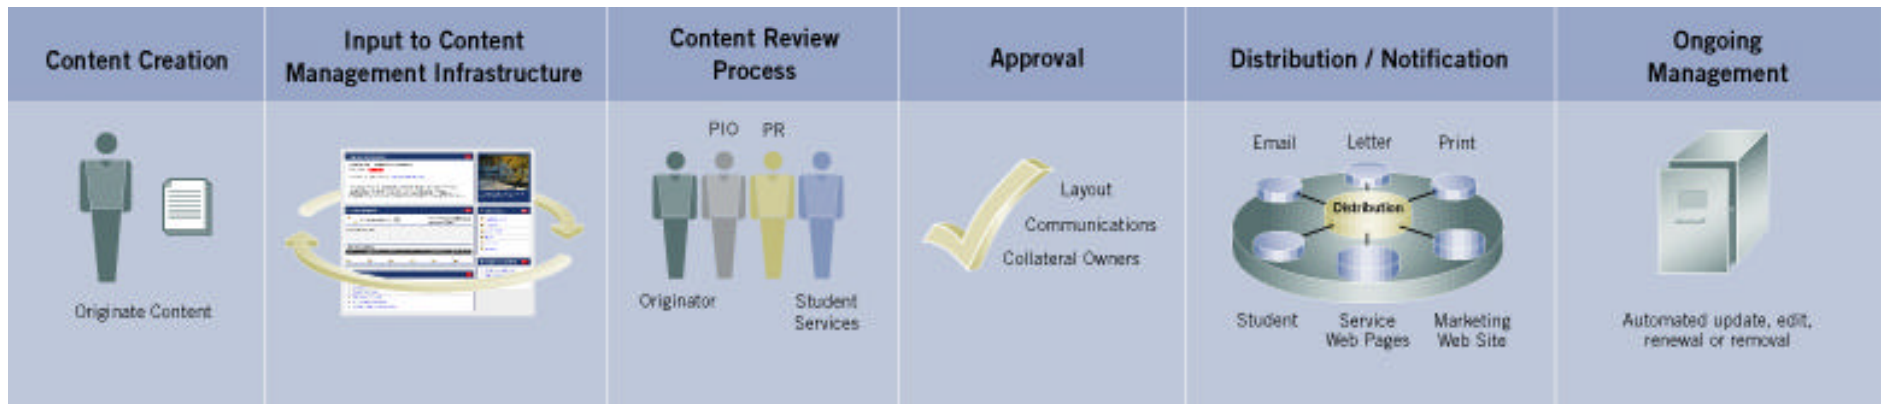 Content Creation
Input to Content
Management Infrastructure
Content Review
Process
Approval
Distribution / Notification
Ongoing
Management
Originate Content
PIO PR
Originator
Student
Services
Layout
Communications
Collateral Owners
Email
Letter
Print
Distribution
Student
Service
Web Pages
Marketing
Web Site
Automated update, edit,
renewal or removal